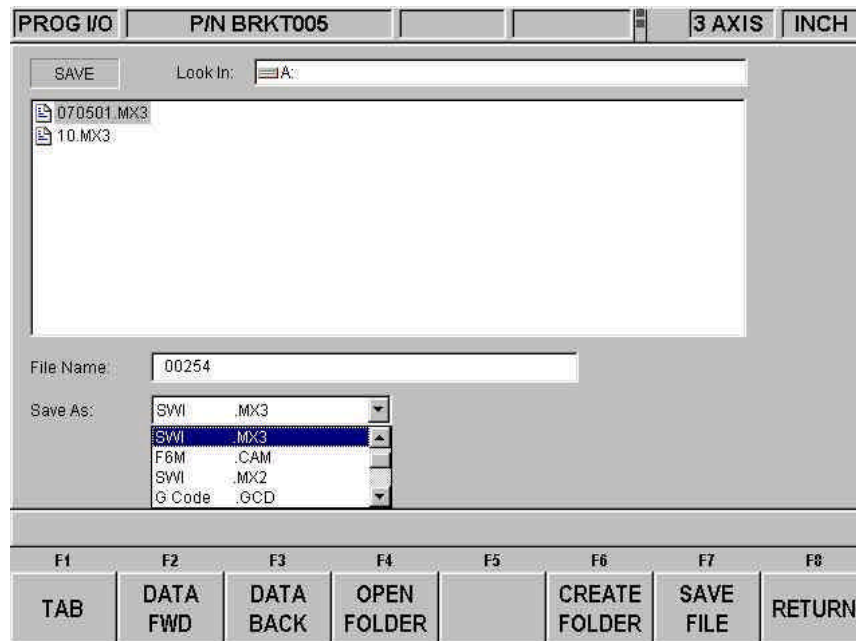 PROG I/O P/N BRKT005 3 AXIS INCH
SAVE Look In: A:
070501.MX3
10.MX3
File Name: 00254
Save As: SWI .MX3
SWI .MX3
F6M .CAM
SWI .MX2
G Code .GCD
F1 F2 F3 F4 F5 F6 F7 F8
TAB DATA FWD DATA BACK OPEN FOLDER CREATE FOLDER SAVE FILE RETURN